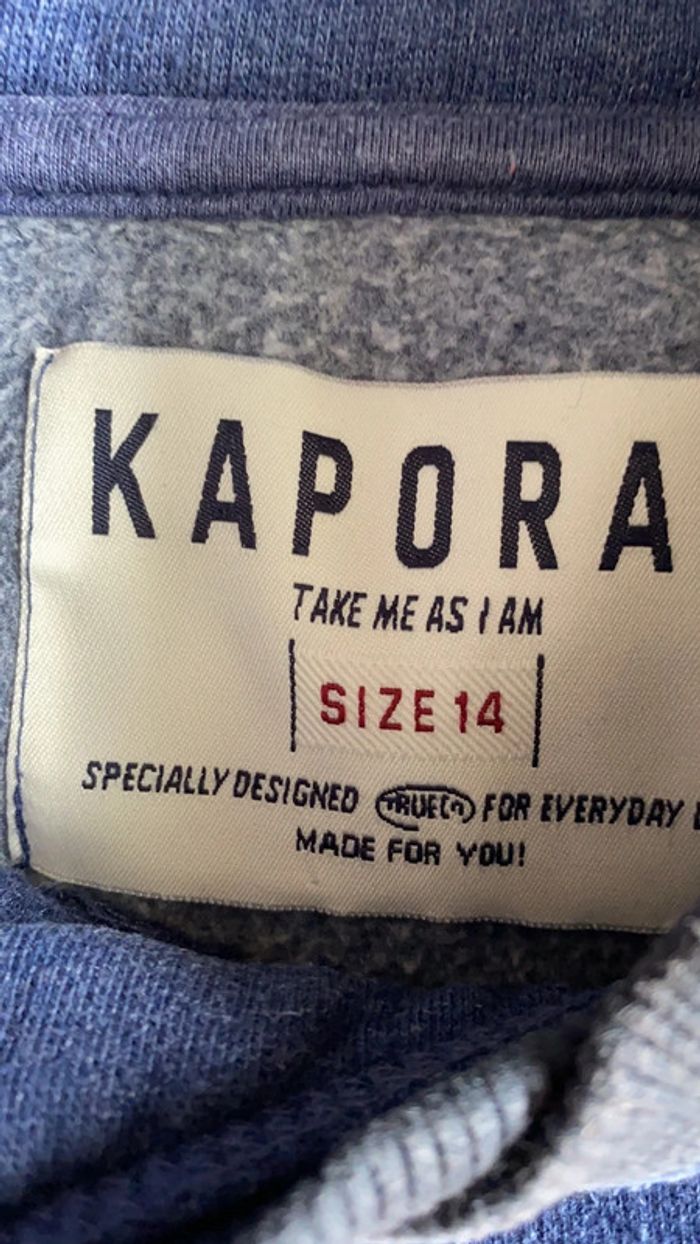 KAPORA
TAKE ME AS I AM
SIZE 14
SPECIALLY DESIGNED FOR EVERYDAY
MADE FOR YOU!